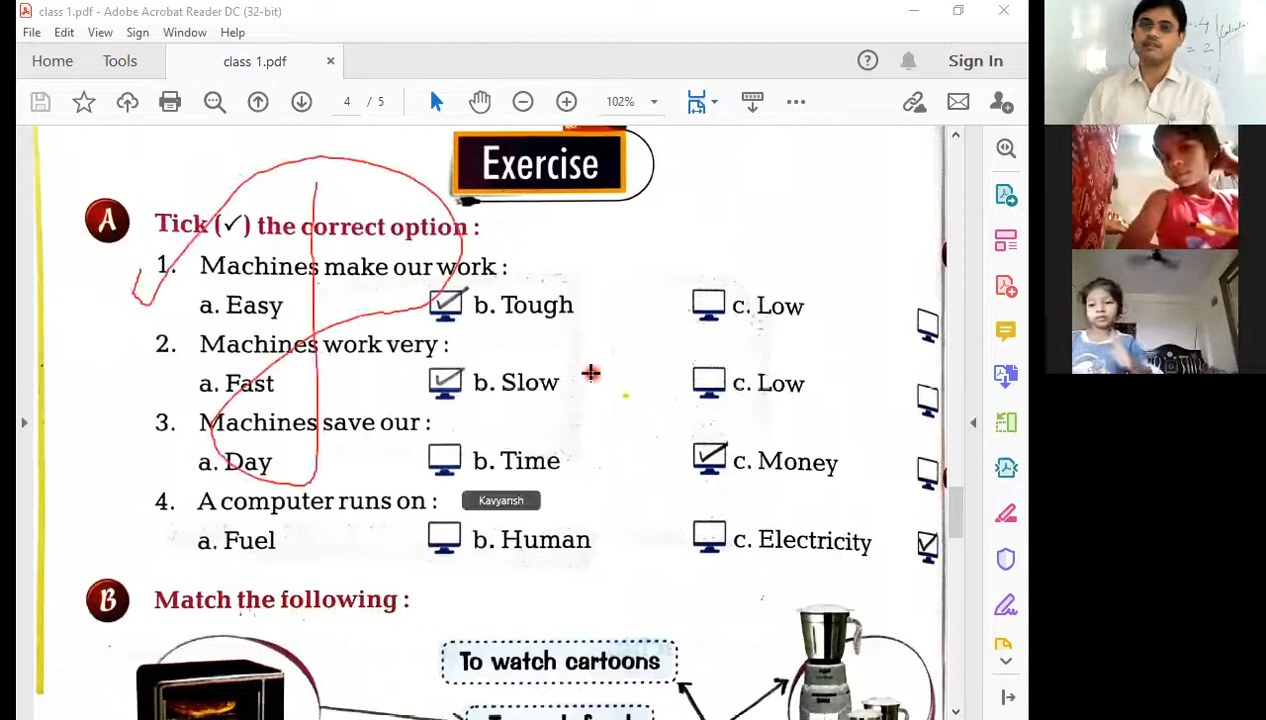 class 1.pdf - Adobe Acrobat Reader DC (32-bit)
File Edit View Sign Window Help
Home Tools class 1.pdf × Sign In
4 / 5 102%
Exercise
A Tick (✓) the correct option :
1. Machines make our work :
a. Easy b. Tough c. Low
2. Machines work very :
a. Fast b. Slow c. Low
3. Machines save our :
a. Day b. Time c. Money
4. A computer runs on :
Kavyansh
a. Fuel b. Human c. Electricity
B Match the following :
To watch cartoons